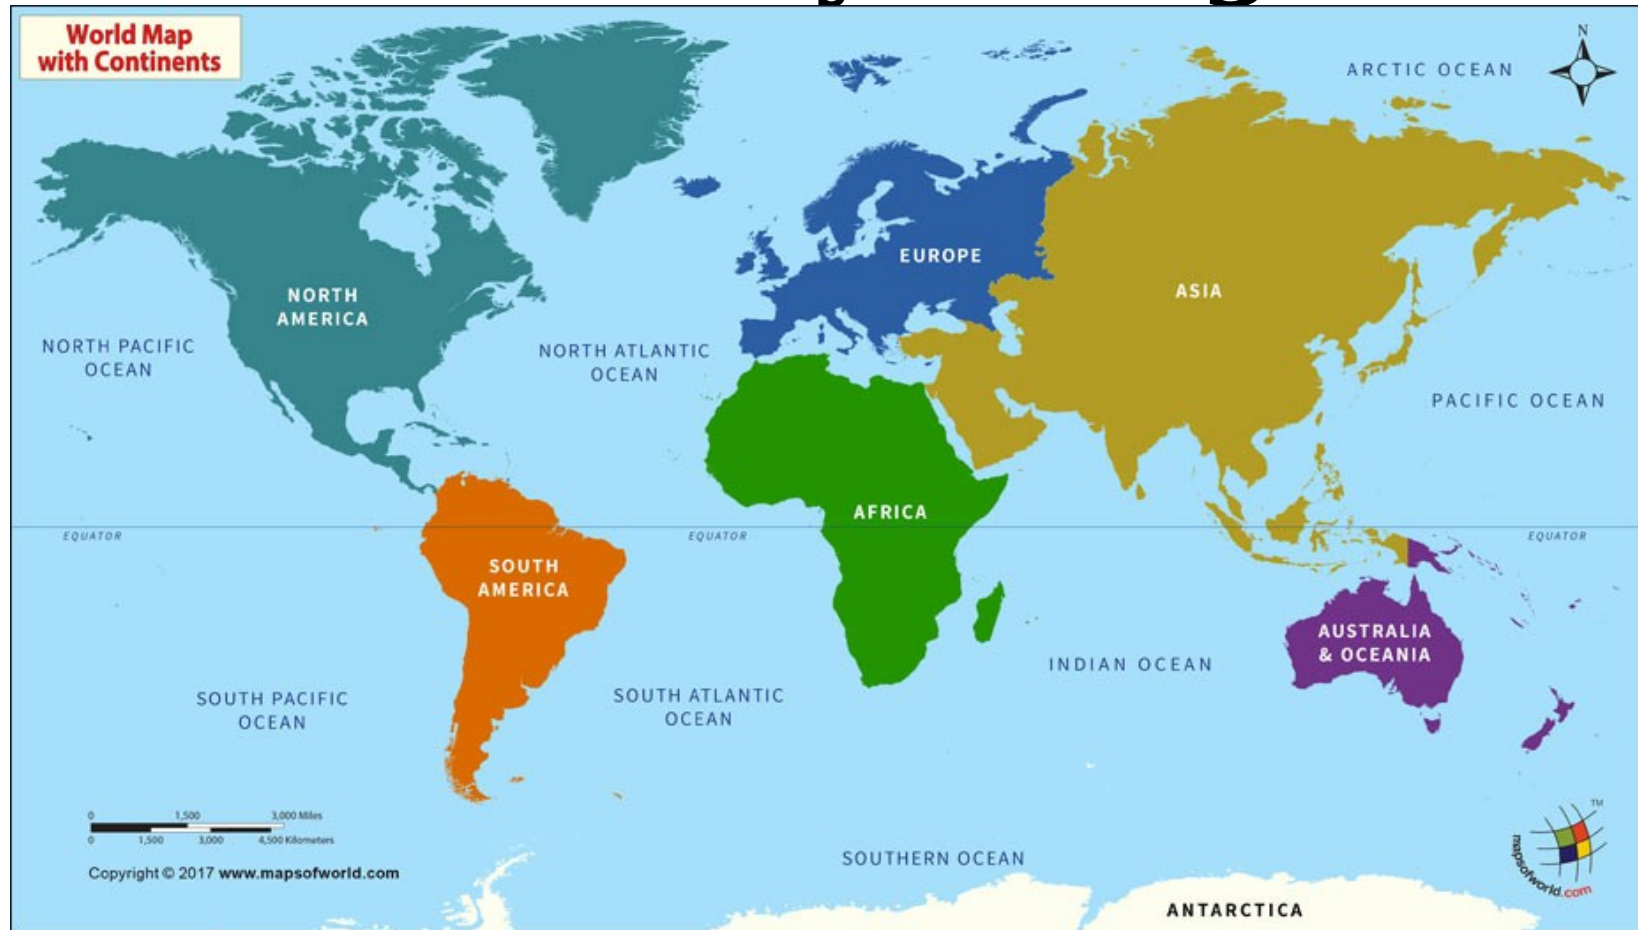 World Map
with Continents
N
ARCTIC OCEAN
EUROPE
ASIA
NORTH
AMERICA
NORTH PACIFIC
OCEAN
NORTH ATLANTIC
OCEAN
PACIFIC OCEAN
AFRICA
EQUATOR
EQUATOR
EQUATOR
SOUTH
AMERICA
AUSTRALIA
& OCEANIA
INDIAN OCEAN
SOUTH PACIFIC
OCEAN
SOUTH ATLANTIC
OCEAN
0 1,500 3,000 Miles
0 1,500 3,000 4,500 Kilometers
Copyright © 2017 www.mapsofworld.com
SOUTHERN OCEAN
ANTARCTICA
TM
mapsofworld.com